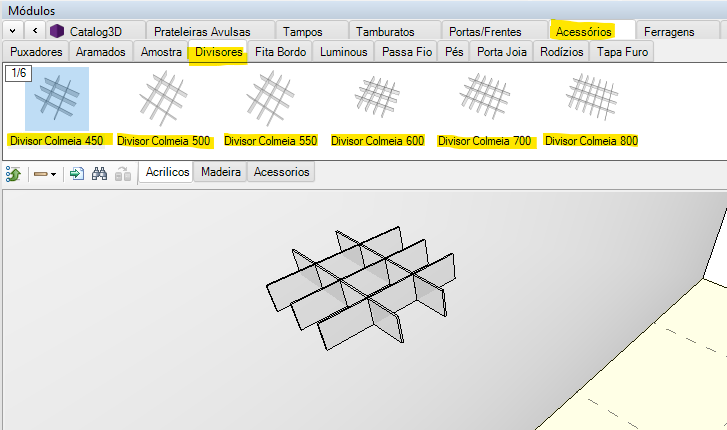 Módulos
Catalog3D Prateleiras Avulsas Tampos Tamburatos Portas/Frentes Acessórios Ferragens
Puxadores Aramados Amostra Divisores Fita Bordo Luminous Passa Fio Pés Porta Joia Rodízios Tapa Furo
1/6
Divisor Colmeia 450 Divisor Colmeia 500 Divisor Colmeia 550 Divisor Colmeia 600 Divisor Colmeia 700 Divisor Colmeia 800
Acrilicos Madeira Acessorios